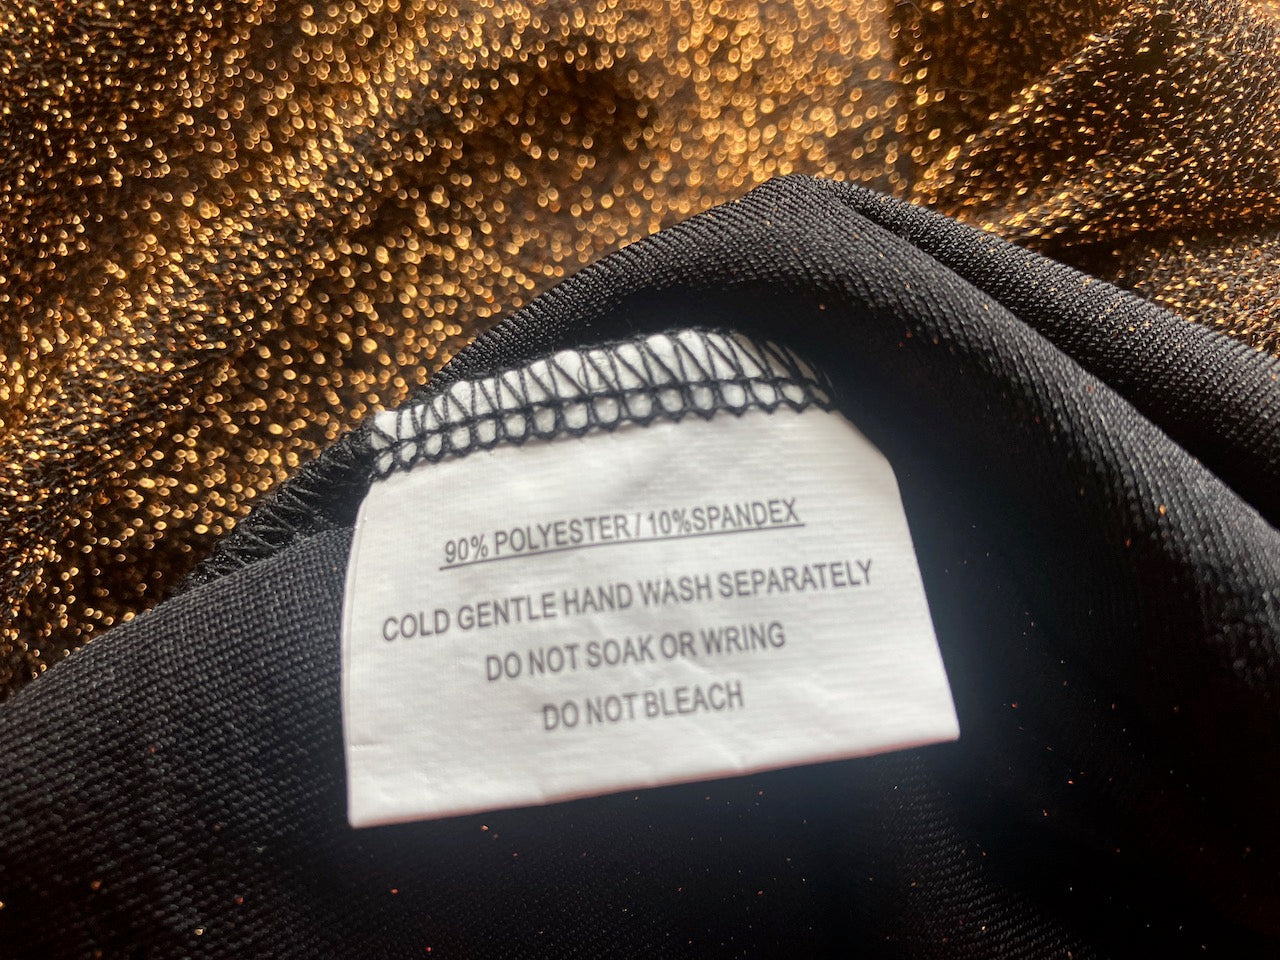 90% POLYESTER / 10%SPANDEX
COLD GENTLE HAND WASH SEPARATELY
DO NOT SOAK OR WRING
DO NOT BLEACH